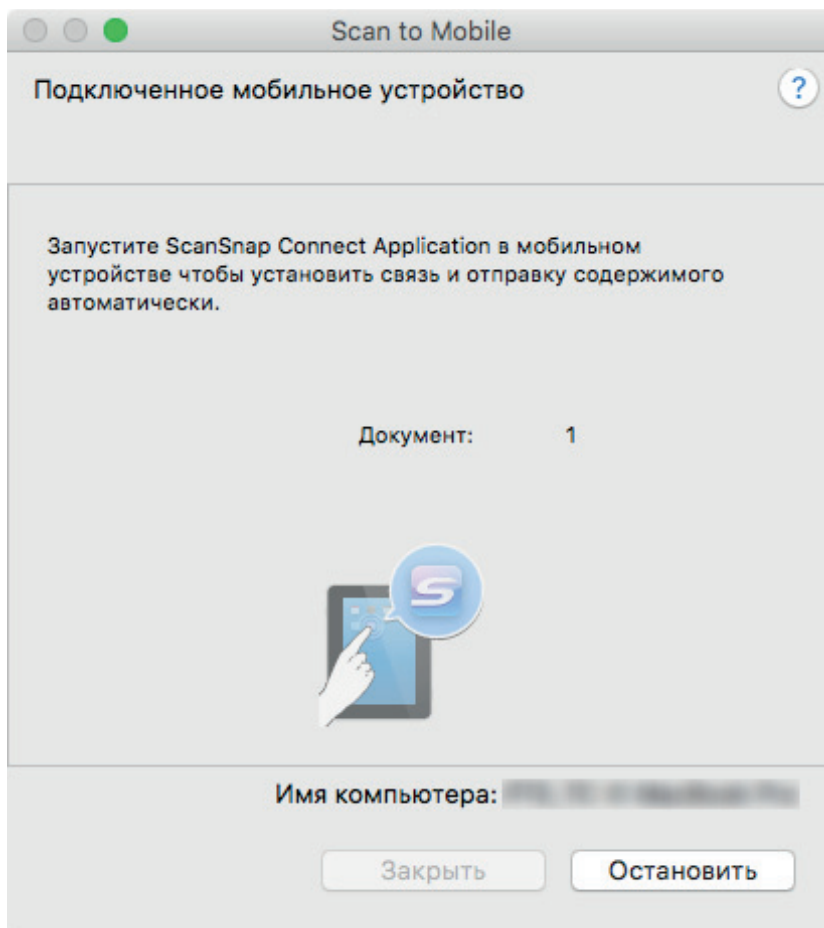 Scan to Mobile
Подключенное мобильное устройство
?
Запустите ScanSnap Connect Application в мобильном
устройстве чтобы установить связь и отправку содержимого
автоматически.
Документ: 1
S
Имя компьютера:
Закрыть
Остановить